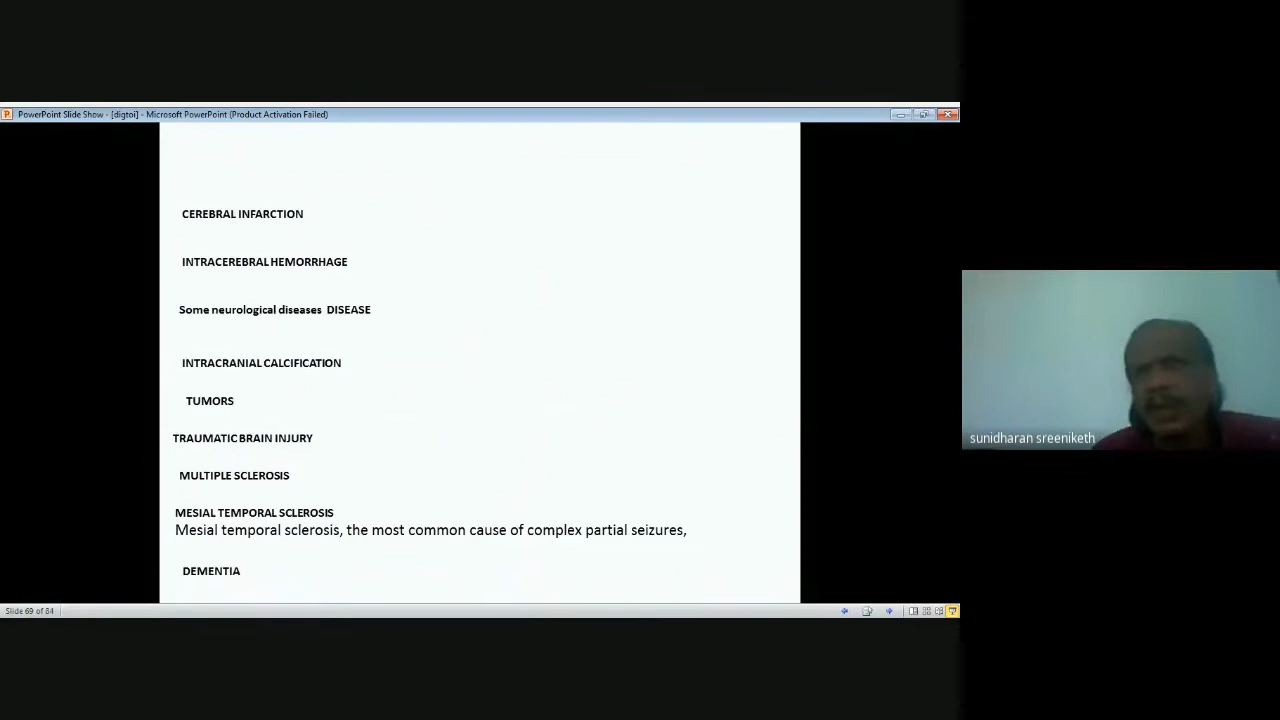 PowerPoint Slide Show - [digtoi] - Microsoft PowerPoint (Product Activation Failed)
CEREBRAL INFARCTION
INTRACEREBRAL HEMORRHAGE
Some neurological diseases DISEASE
INTRACRANIAL CALCIFICATION
TUMORS
TRAUMATIC BRAIN INJURY
MULTIPLE SCLEROSIS
MESIAL TEMPORAL SCLEROSIS
Mesial temporal sclerosis, the most common cause of complex partial seizures,
DEMENTIA
Slide 69 of 84
sunidharan sreeniketh